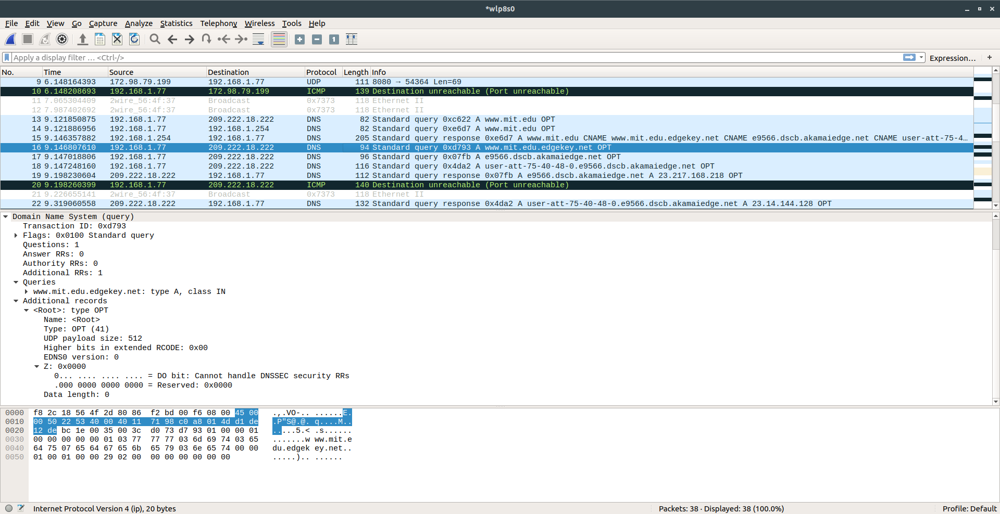 *wlp8s0
File Edit View Go Capture Analyze Statistics Telephony Wireless Tools Help
Apply a display filter … <Ctrl-/> Expression… +
No. Time Source Destination Protocol Length Info
9 6.148164393 172.98.79.199 192.168.1.77 UDP 111 8080 → 54364 Len=69
10 6.148208693 192.168.1.77 172.98.79.199 ICMP 139 Destination unreachable (Port unreachable)
11 7.065304409 2wire_56:4f:37 Broadcast 0x7373 118 Ethernet II
12 7.987402692 2wire_56:4f:37 Broadcast 0x7373 118 Ethernet II
13 9.121850875 192.168.1.77 209.222.18.222 DNS 82 Standard query 0xc622 A www.mit.edu OPT
14 9.121886956 192.168.1.77 192.168.1.254 DNS 82 Standard query 0xe6d7 A www.mit.edu OPT
15 9.146357882 192.168.1.254 192.168.1.77 DNS 205 Standard query response 0xe6d7 A www.mit.edu CNAME www.mit.edu.edgekey.net CNAME e9566.dscb.akamaiedge.net CNAME user-att-75-4…
16 9.146807610 192.168.1.77 209.222.18.222 DNS 94 Standard query 0xd793 A www.mit.edu.edgekey.net OPT
17 9.147018806 192.168.1.77 209.222.18.222 DNS 96 Standard query 0x07fb A e9566.dscb.akamaiedge.net OPT
18 9.147248160 192.168.1.77 209.222.18.222 DNS 116 Standard query 0x4da2 A user-att-75-40-48-0.e9566.dscb.akamaiedge.net OPT
19 9.198230604 209.222.18.222 192.168.1.77 DNS 112 Standard query response 0x07fb A e9566.dscb.akamaiedge.net A 23.217.168.218 OPT
20 9.198260399 192.168.1.77 209.222.18.222 ICMP 140 Destination unreachable (Port unreachable)
21 9.226655141 2wire_56:4f:37 Broadcast 0x7373 118 Ethernet II
22 9.319060558 209.222.18.222 192.168.1.77 DNS 132 Standard query response 0x4da2 A user-att-75-40-48-0.e9566.dscb.akamaiedge.net A 23.14.144.128 OPT
Domain Name System (query)
Transaction ID: 0xd793
Flags: 0x0100 Standard query
Questions: 1
Answer RRs: 0
Authority RRs: 0
Additional RRs: 1
Queries
www.mit.edu.edgekey.net: type A, class IN
Additional records
<Root>: type OPT
Name: <Root>
Type: OPT (41)
UDP payload size: 512
Higher bits in extended RCODE: 0x00
EDNS0 version: 0
Z: 0x0000
0... .... .... .... = DO bit: Cannot handle DNSSEC security RRs
.000 0000 0000 0000 = Reserved: 0x0000
Data length: 0
0000 f8 2c 18 56 4f 2d 80 86 f2 bd 00 f6 08 00 45 00 .,.VO-.. ......E.
0010 00 50 22 53 40 00 40 11 71 98 c0 a8 01 4d d1 de .P"S@.@. q....M..
0020 12 de bc 1e 00 35 00 3c d0 73 d7 93 01 00 00 01 .....5.< .s......
0030 00 00 00 00 00 01 03 77 77 77 03 6d 69 74 03 65 .......w ww.mit.e
0040 64 75 07 65 64 67 65 6b 65 79 03 6e 65 74 00 00 du.edgek ey.net..
0050 01 00 01 00 00 29 02 00 00 00 00 00 00 00 .....).. ......
Internet Protocol Version 4 (ip), 20 bytes Packets: 38 · Displayed: 38 (100.0%) Profile: Default